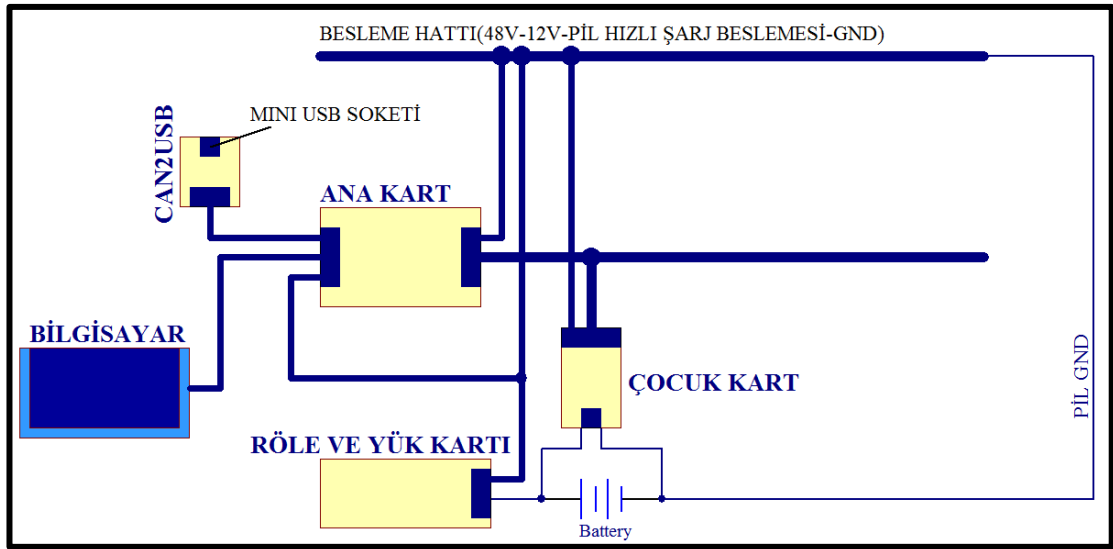 BESLEME HATTI(48V-12V-PİL HIZLI ŞARJ BESLEMESİ-GND)
MINI USB SOKETİ
CAN2USB
ANA KART
BİLGİSAYAR
ÇOCUK KART
PİL GND
RÖLE VE YÜK KARTI
Battery